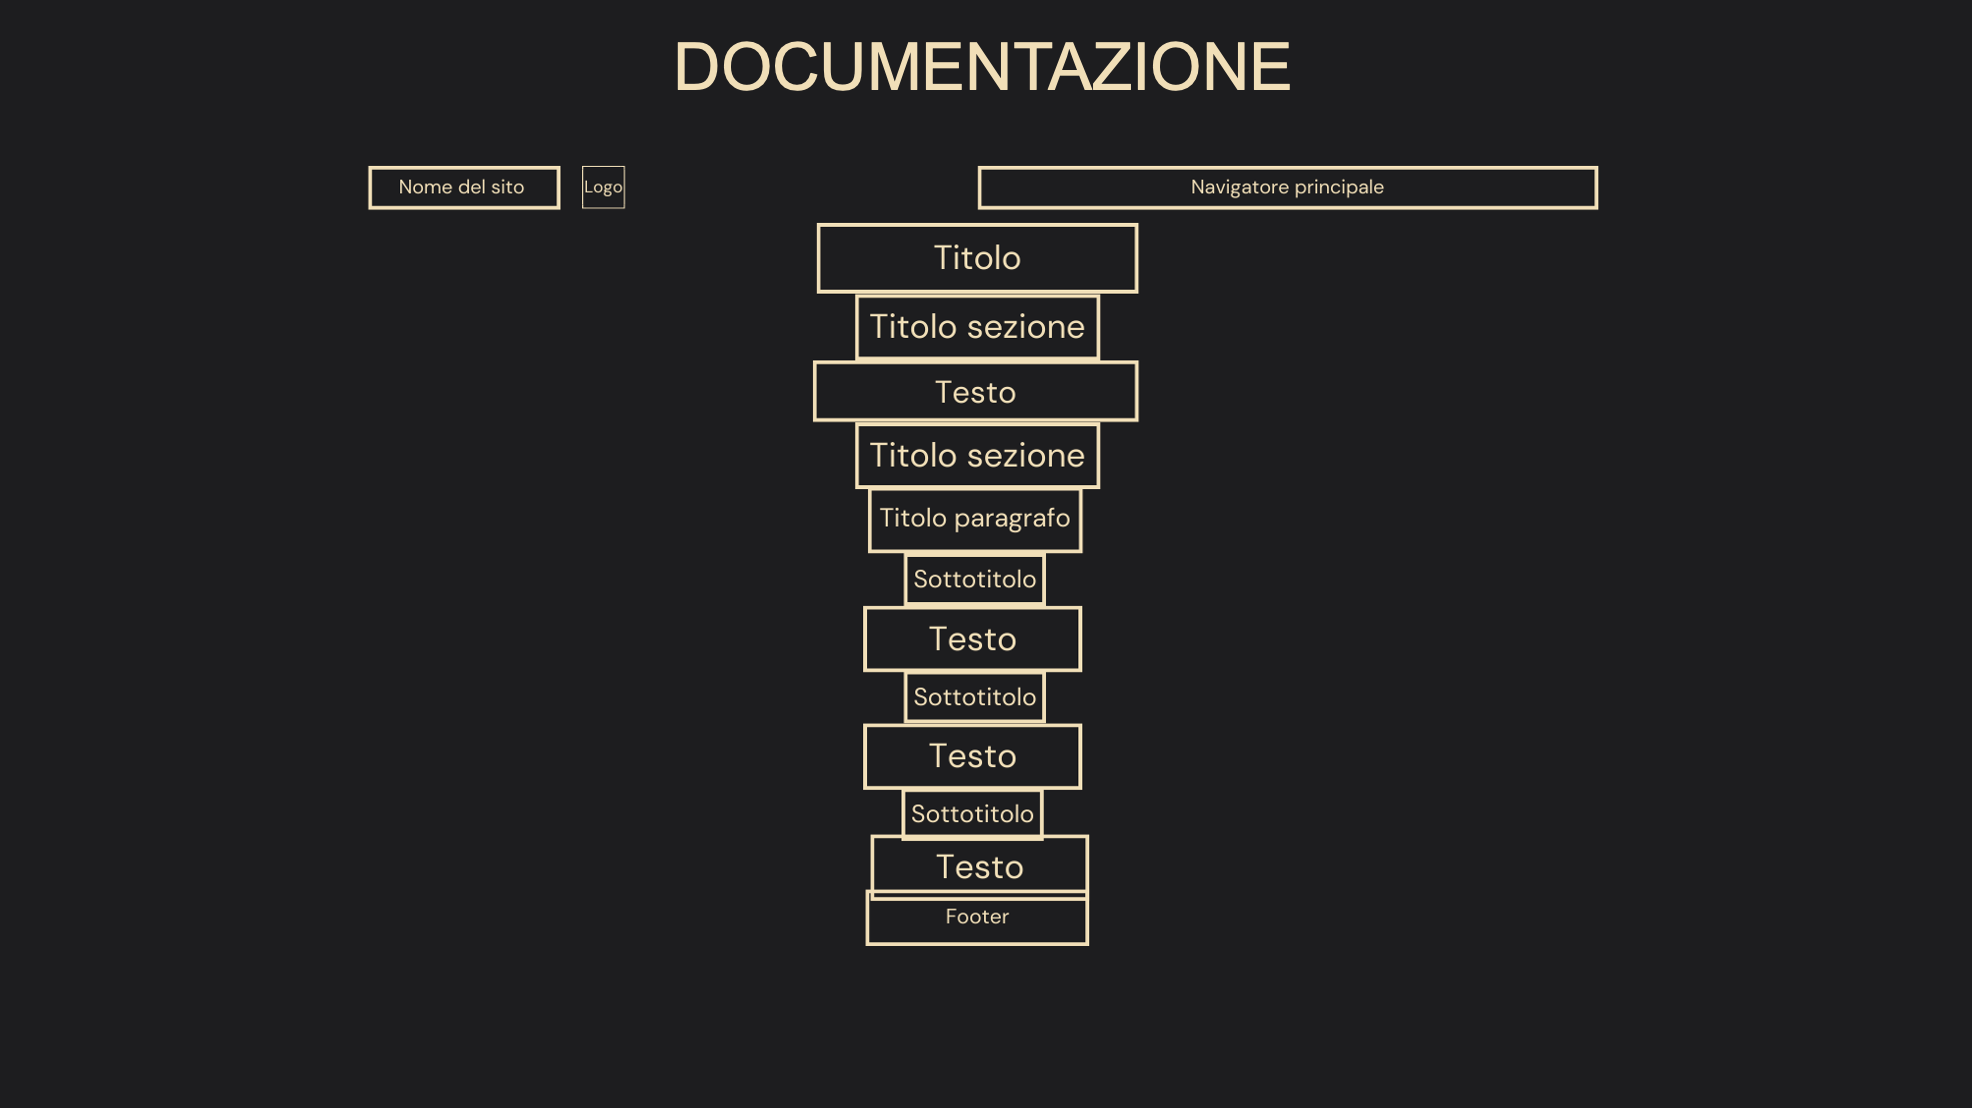 DOCUMENTAZIONE
Nome del sito
Logo
Navigatore principale
Titolo
Titolo sezione
Testo
Titolo sezione
Titolo paragrafo
Sottotitolo
Testo
Sottotitolo
Testo
Sottotitolo
Testo
Footer